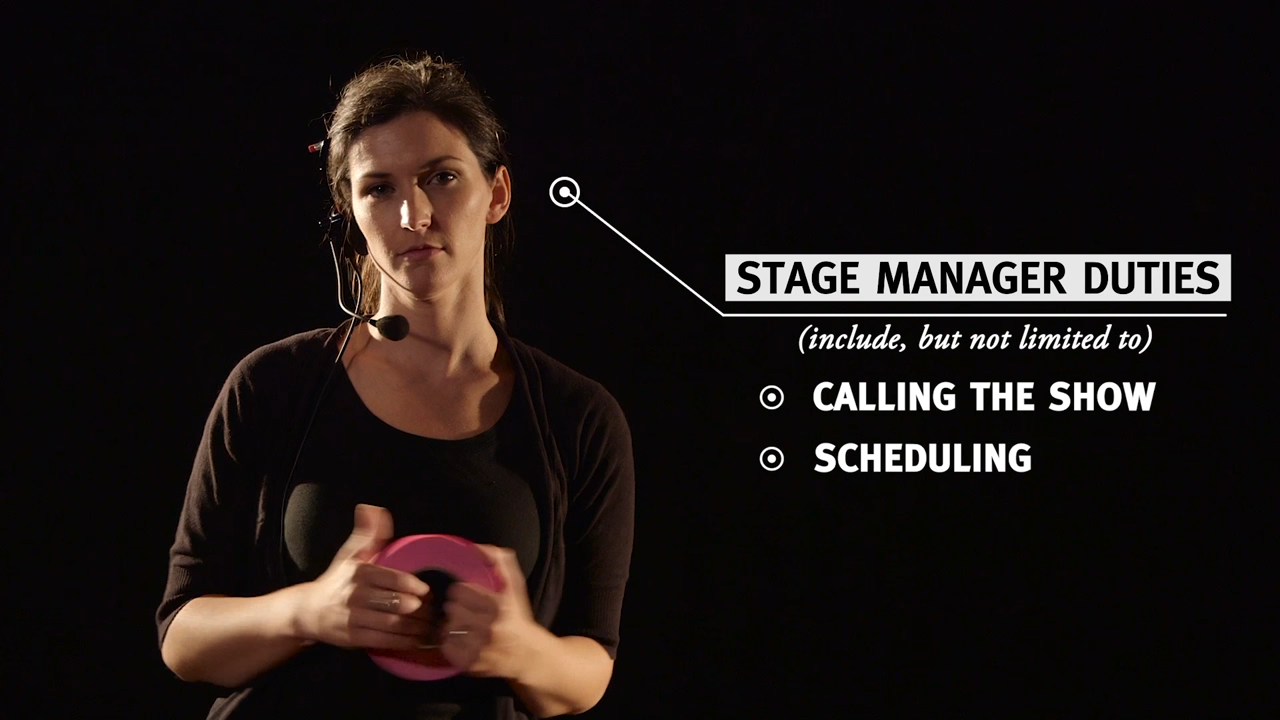 STAGE MANAGER DUTIES
(include, but not limited to)
CALLING THE SHOW
SCHEDULING